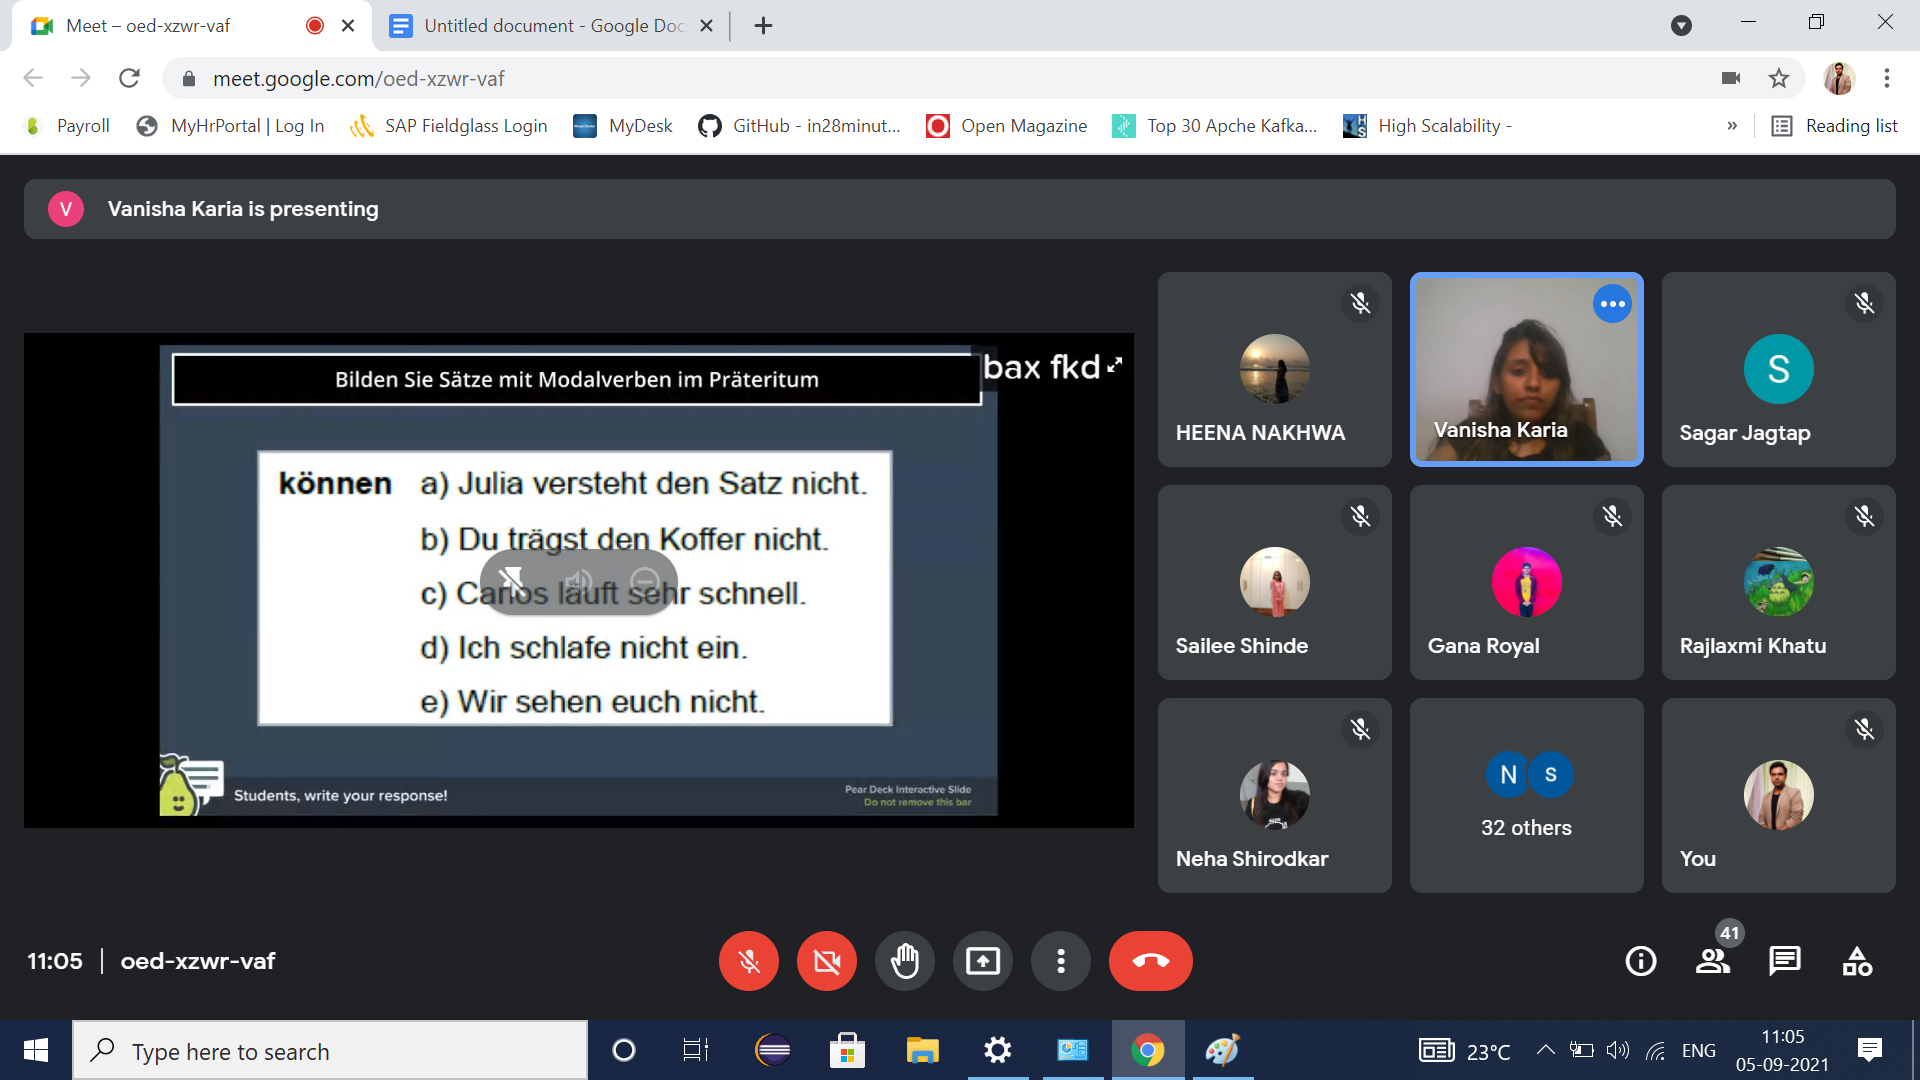 Meet – oed-xzwr-vaf
Untitled document - Google Doc
meet.google.com/oed-xzwr-vaf
Payroll
MyHrPortal | Log In
SAP Fieldglass Login
MyDesk
GitHub - in28minut...
Open Magazine
Top 30 Apche Kafka...
High Scalability -
»
Reading list
V
Vanisha Karia is presenting
Bilden Sie Sätze mit Modalverben im Präteritum
bax fkd
können a) Julia versteht den Satz nicht.
b) Du trägst den Koffer nicht.
c) Carlos läuft sehr schnell.
d) Ich schlafe nicht ein.
e) Wir sehen euch nicht.
Students, write your response!
Pear Deck Interactive Slide
Do not remove this bar
HEENA NAKHWA
Vanisha Karia
S
Sagar Jagtap
Sailee Shinde
Gana Royal
Rajlaxmi Khatu
Neha Shirodkar
N S
32 others
You
11:05 | oed-xzwr-vaf
41
Type here to search
23°C
ENG
11:05
05-09-2021